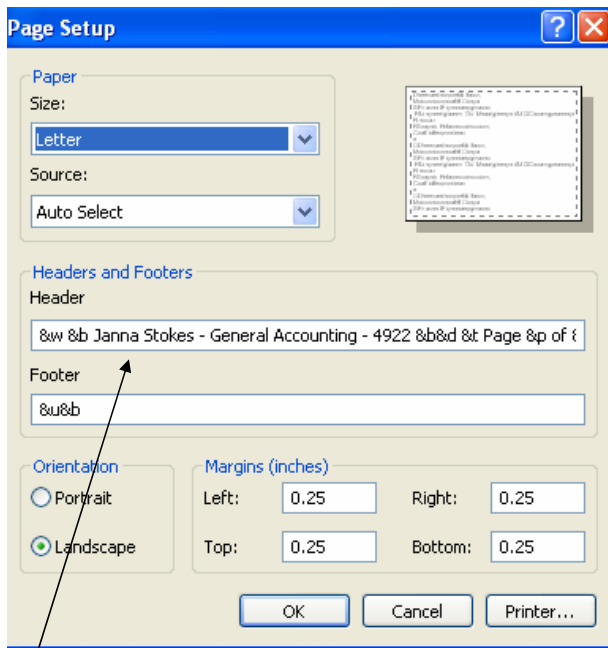 Page Setup
Paper
Size:
Letter
Source:
Auto Select
Headers and Footers
Header
&w &b Janna Stokes - General Accounting - 4922 &b&d &t Page &p of
Footer
&u&b
Orientation
Portrait
Landscape
Margins (inches)
Left: 0.25 Right: 0.25
Top: 0.25 Bottom: 0.25
OK Cancel Printer...